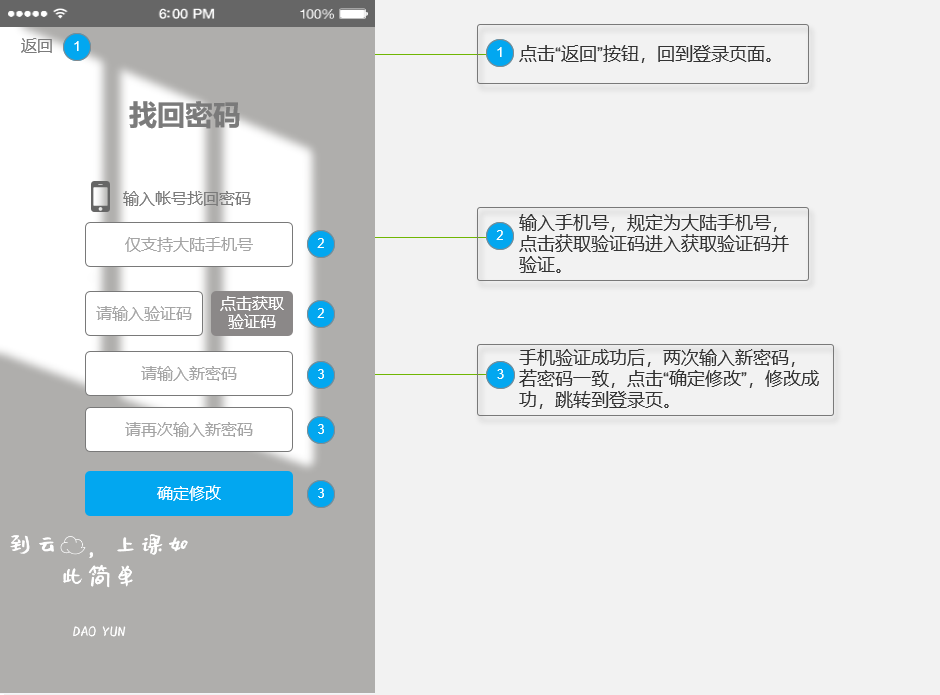 6:00 PM
100%
返回
1
找回密码
输入帐号找回密码
仅支持大陆手机号
2
请输入验证码
点击获取
验证码
2
请输入新密码
3
请再次输入新密码
3
确定修改
3
到云，上课如
此简单
DAO YUN
1
点击“返回”按钮，回到登录页面。
2
输入手机号，规定为大陆手机号，
点击获取验证码进入获取验证码并
验证。
3
手机验证成功后，两次输入新密码，
若密码一致，点击“确定修改”，修改成
功，跳转到登录页。